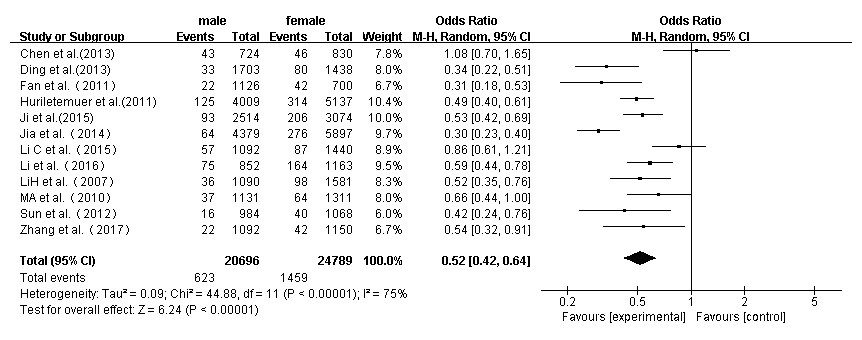 male female Odds Ratio Odds Ratio
Study or Subgroup Events Total Events Total Weight M-H, Random, 95% CI M-H, Random, 95% CI
Chen et al.(2013) 43 724 46 830 7.8% 1.08 [0.70, 1.65]
Ding et al.(2013) 33 1703 80 1438 8.0% 0.34 [0.22, 0.51]
Fan et al. (2011) 22 1126 42 700 6.6% 0.31 [0.18, 0.53]
Huriletemuer et al.(2011) 125 4009 314 5137 10.4% 0.49 [0.40, 0.61]
Ji et al.(2015) 93 2514 206 3074 10.0% 0.53 [0.42, 0.69]
Jia et al. (2014) 64 4379 276 5897 9.7% 0.30 [0.23, 0.40]
Li C et al. (2015) 57 1092 87 1440 8.9% 0.86 [0.61, 1.21]
Li et al. (2016) 75 852 164 1163 9.5% 0.59 [0.44, 0.78]
LiH et al. (2007) 36 1090 98 1581 8.3% 0.52 [0.35, 0.76]
MA et al. (2010) 37 1131 64 1311 8.0% 0.66 [0.44, 1.00]
Sun et al. (2012) 16 984 40 1068 6.1% 0.42 [0.24, 0.76]
Zhang et al. (2017) 22 1092 42 1150 6.7% 0.54 [0.32, 0.91]
Total (95% CI) 20696 24789 100.0% 0.52 [0.42, 0.64]
Total events 623 1459
Heterogeneity: Tau² = 0.09; Chi² = 44.88, df = 11 (P < 0.00001); I² = 75%
Test for overall effect: Z = 6.24 (P < 0.00001)
0.2 0.5 1 2 5
Favours [experimental] Favours [control]